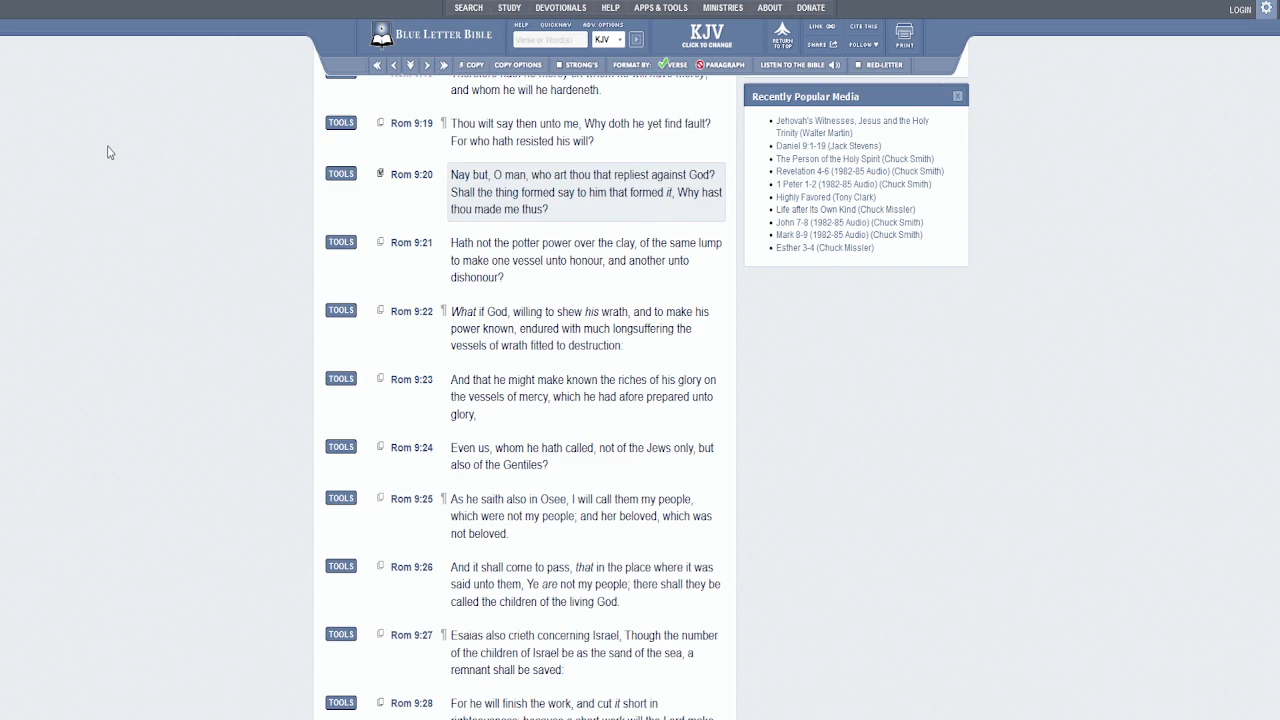 SEARCH STUDY DEVOTIONALS HELP APPS & TOOLS MINISTRIES ABOUT DONATE LOGIN
BLUE LETTER BIBLE
HELP QUICKNAV ADV. OPTIONS
Verse or Word(s) KJV
KJV
CLICK TO CHANGE
RETURN
TO TOP
LINK CITE THIS
SHARE FOLLOW
PRINT
COPY COPY OPTIONS STRONG'S FORMAT BY: VERSE PARAGRAPH LISTEN TO THE BIBLE RED-LETTER
and whom he will he hardeneth.
TOOLS Rom 9:19 ¶ Thou wilt say then unto me, Why doth he yet find fault?
For who hath resisted his will?
TOOLS Rom 9:20 Nay but, O man, who art thou that repliest against God?
Shall the thing formed say to him that formed it, Why hast
thou made me thus?
TOOLS Rom 9:21 Hath not the potter power over the clay, of the same lump
to make one vessel unto honour, and another unto
dishonour?
TOOLS Rom 9:22 ¶ What if God, willing to shew his wrath, and to make his
power known, endured with much longsuffering the
vessels of wrath fitted to destruction:
TOOLS Rom 9:23 And that he might make known the riches of his glory on
the vessels of mercy, which he had afore prepared unto
glory,
TOOLS Rom 9:24 Even us, whom he hath called, not of the Jews only, but
also of the Gentiles?
TOOLS Rom 9:25 ¶ As he saith also in Osee, I will call them my people,
which were not my people; and her beloved, which was
not beloved.
TOOLS Rom 9:26 And it shall come to pass, that in the place where it was
said unto them, Ye are not my people; there shall they be
called the children of the living God.
TOOLS Rom 9:27 ¶ Esaias also crieth concerning Israel, Though the number
of the children of Israel be as the sand of the sea, a
remnant shall be saved:
TOOLS Rom 9:28 For he will finish the work, and cut it short in
Recently Popular Media
Jehovah's Witnesses, Jesus and the Holy
Trinity (Walter Martin)
Daniel 9:1-19 (Jack Stevens)
The Person of the Holy Spirit (Chuck Smith)
Revelation 4-6 (1982-85 Audio) (Chuck Smith)
1 Peter 1-2 (1982-85 Audio) (Chuck Smith)
Highly Favored (Tony Clark)
Life after Its Own Kind (Chuck Missler)
John 7-8 (1982-85 Audio) (Chuck Smith)
Mark 8-9 (1982-85 Audio) (Chuck Smith)
Esther 3-4 (Chuck Missler)